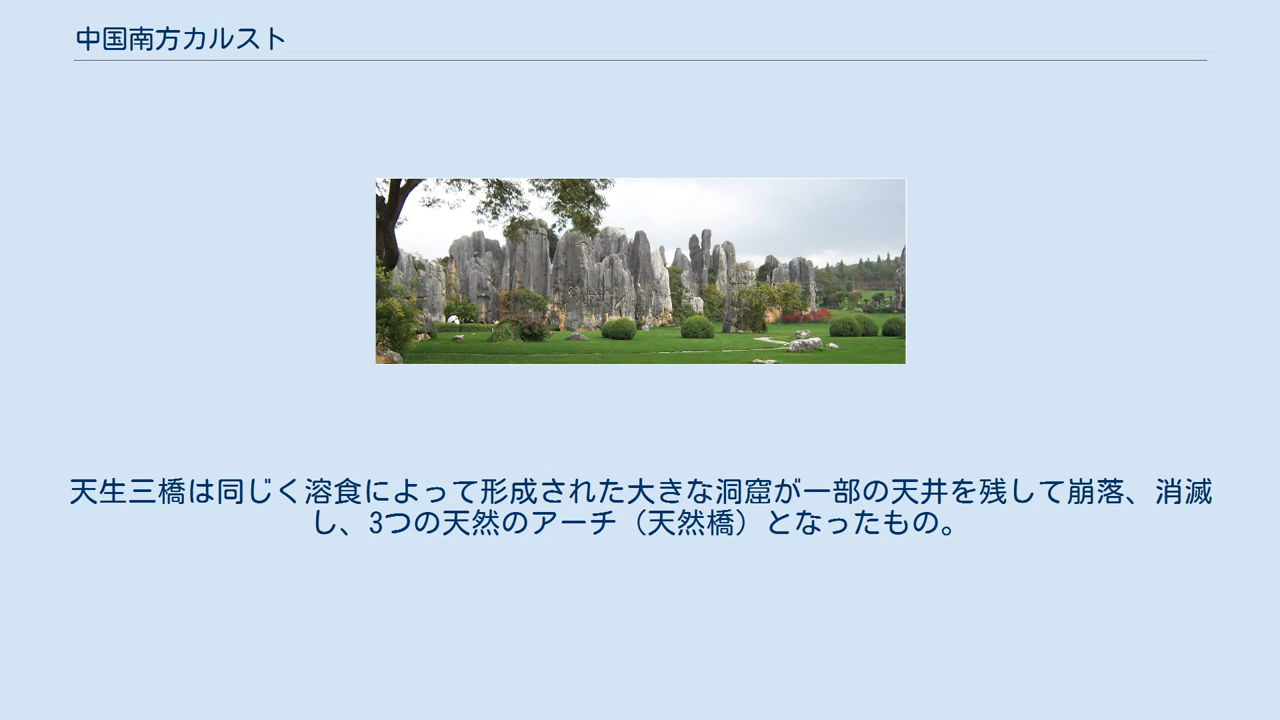 中国南方カルスト
天生三橋は同じく溶食によって形成された大きな洞窟が一部の天井を残して崩落、消滅
し、3つの天然のアーチ（天然橋）となったもの。